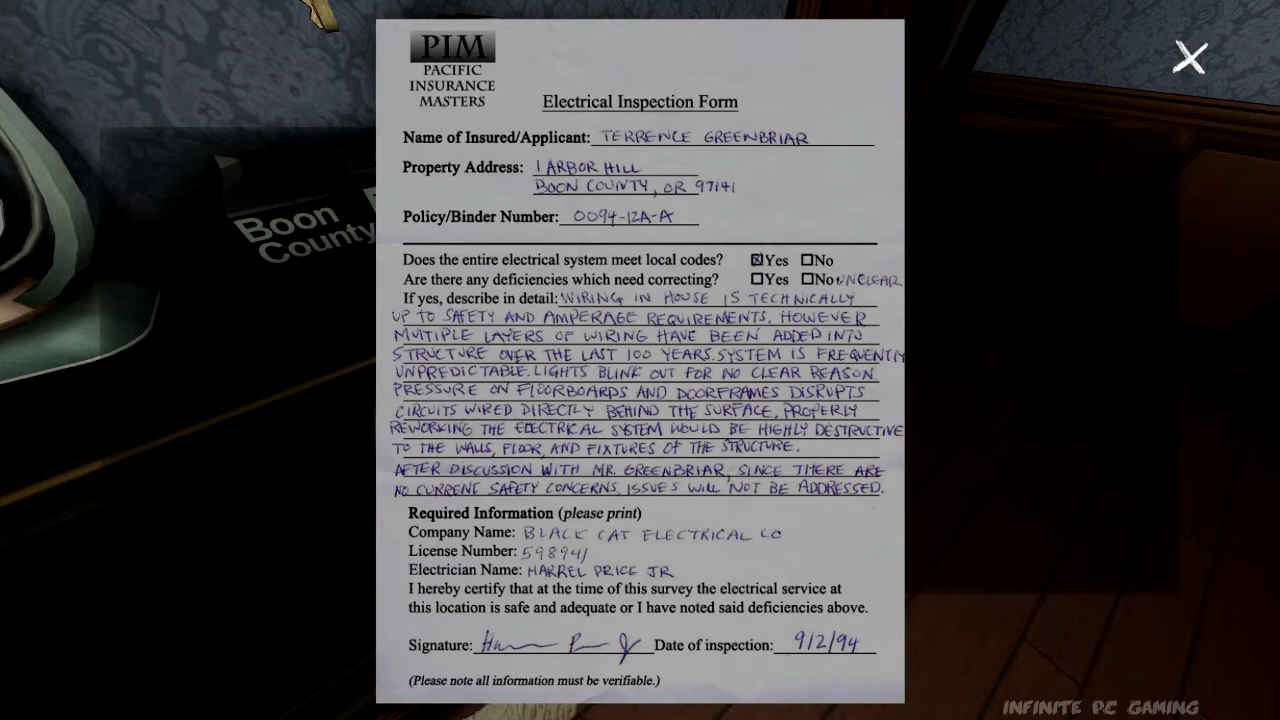 PIM
PACIFIC
INSURANCE
MASTERS
Electrical Inspection Form
Name of Insured/Applicant: TERRENCE GREENBRIAR
Property Address: 1 ARBOR HILL
BOON COUNTY, OR 97141
Policy/Binder Number: 0094-12A-A
Boon
County
Does the entire electrical system meet local codes? ☒Yes ☐No
Are there any deficiencies which need correcting? ☐Yes ☐No UNCLEAR
If yes, describe in detail: WIRING IN HOUSE IS TECHNICALLY
UP TO SAFETY AND AMPERAGE REQUIREMENTS. HOWEVER
MULTIPLE LAYERS OF WIRING HAVE BEEN ADDED INTO
STRUCTURE OVER THE LAST 100 YEARS. SYSTEM IS FREQUENTLY
UNPREDICTABLE. LIGHTS BLINK OUT FOR NO CLEAR REASON.
PRESSURE ON FLOORBOARDS AND DOORFRAMES DISRUPTS
CIRCUITS WIRED DIRECTLY BEHIND THE SURFACE. PROPERLY
REWORKING THE ELECTRICAL SYSTEM WOULD BE HIGHLY DESTRUCTIVE
TO THE WALLS, FLOOR, AND FIXTURES OF THE STRUCTURE.
AFTER DISCUSSION WITH MR. GREENBRIAR, SINCE THERE ARE
NO CURRENT SAFETY CONCERNS, ISSUES WILL NOT BE ADDRESSED.
Required Information (please print)
Company Name: BLACK CAT ELECTRICAL CO
License Number: 598941
Electrician Name: HARREL PRICE JR
I hereby certify that at the time of this survey the electrical service at
this location is safe and adequate or I have noted said deficiencies above.
Signature: Date of inspection: 9/2/94
(Please note all information must be verifiable.)
INFINITE PC GAMING